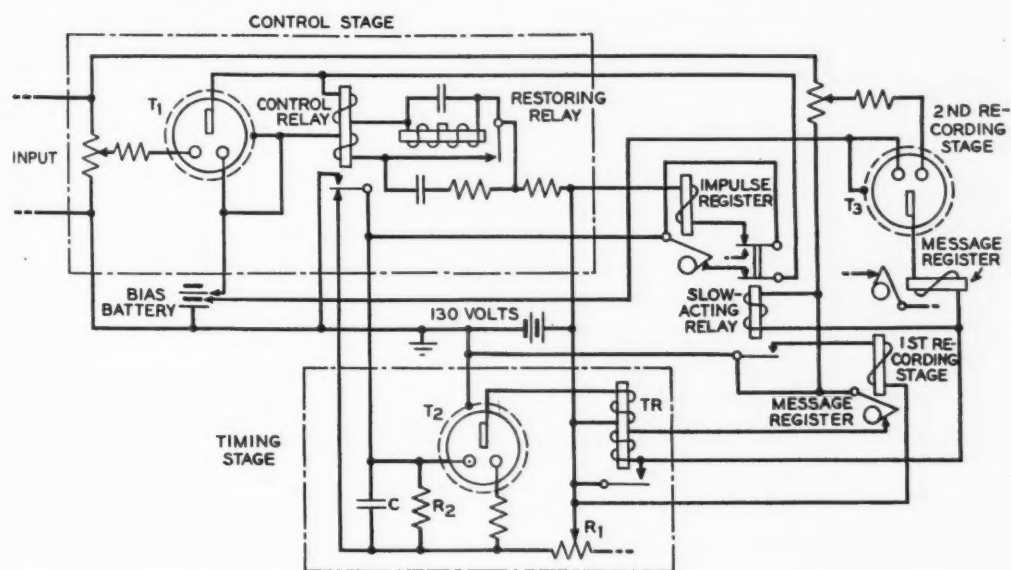 CONTROL STAGE
T1
CONTROL
RELAY
RESTORING
RELAY
2ND RE-
CORDING
STAGE
INPUT
IMPULSE
REGISTER
T3
MESSAGE
REGISTER
BIAS
BATTERY
SLOW-
ACTING
RELAY
130 VOLTS
1ST RE-
CORDING
STAGE
T2
TR
MESSAGE
REGISTER
TIMING
STAGE
C
R2
R1